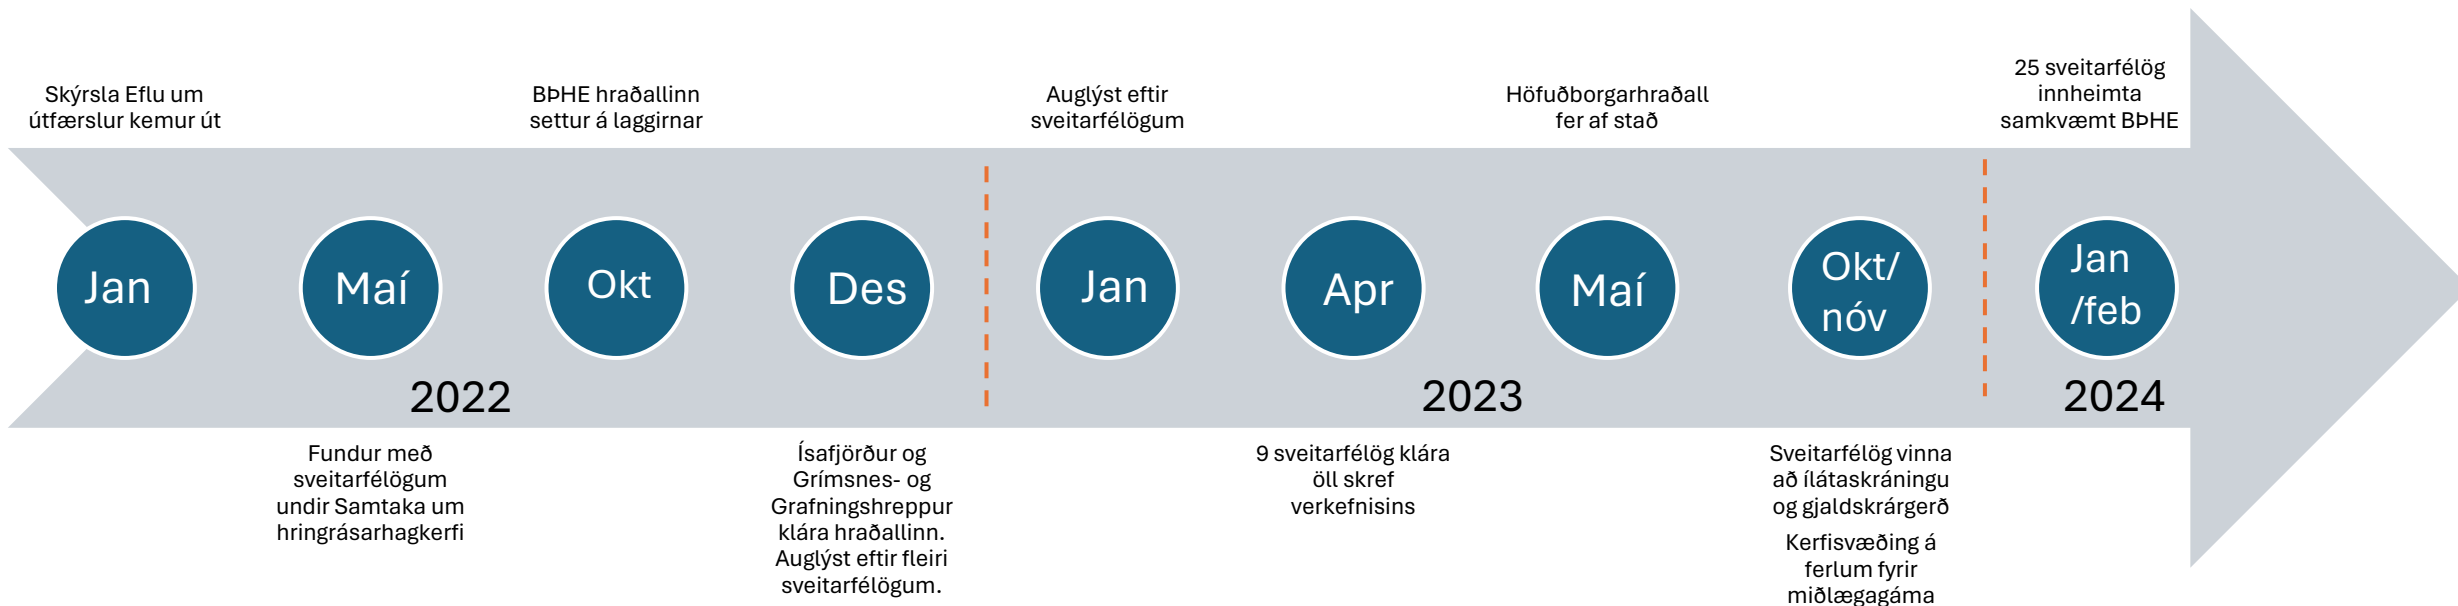 Skýrsla Eflu um
útfærslur kemur út
BÞHE hraðallinn
settur á laggirnar
Auglýst eftir
sveitarfélögum
Höfuðborgarhraðall
fer af stað
25 sveitarfélög
innheimta
samkvæmt BÞHE
Jan
Maí
Okt
Des
Jan
Apr
Maí
Okt/
nóv
Jan
/feb
2022
2023
2024
Fundur með
sveitarfélögum
undir Samtaka um
hringrásarhagkerfi
Ísafjörður og
Grímsnes- og
Grafningshreppur
klára hraðallinn.
Auglýst eftir fleiri
sveitarfélögum.
9 sveitarfélög klára
öll skref
verkefnisins
Sveitarfélög vinna
að ílátaskráningu
og gjaldskrárgerð
Kerfisvæðing á
ferlum fyrir
miðlægagáma